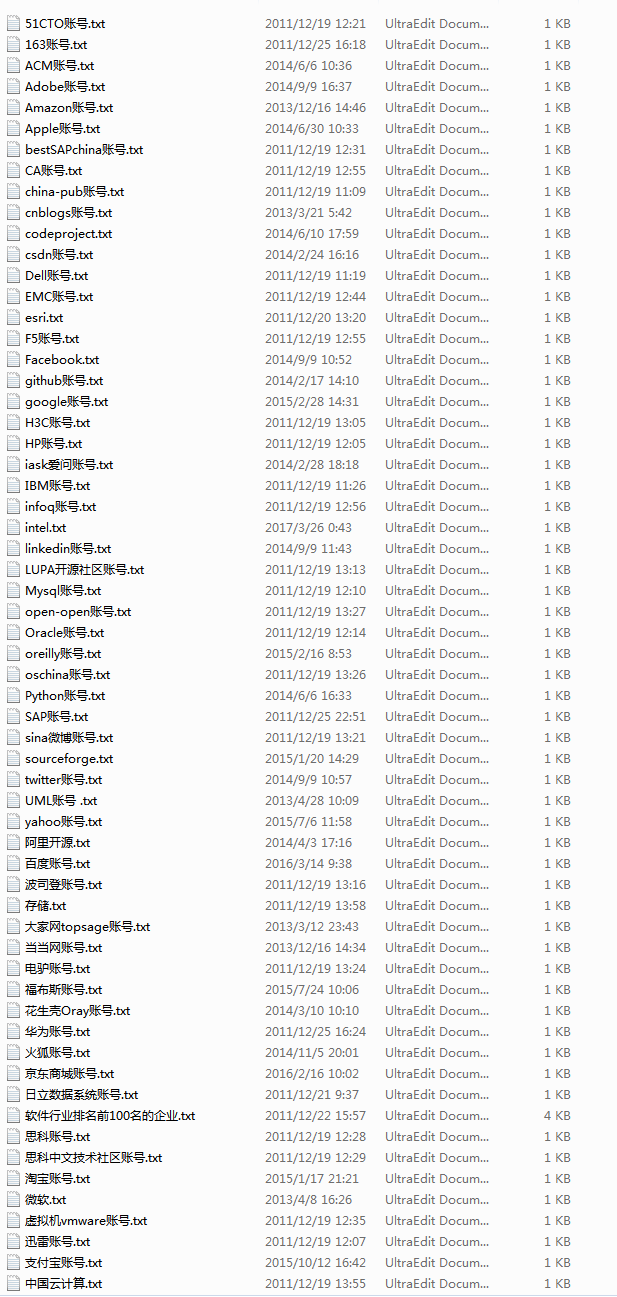 51CTO账号.txt 2011/12/19 12:21 UltraEdit Docum... 1 KB
163账号.txt 2011/12/25 16:18 UltraEdit Docum... 1 KB
ACM账号.txt 2014/6/6 10:36 UltraEdit Docum... 1 KB
Adobe账号.txt 2014/9/9 16:37 UltraEdit Docum... 1 KB
Amazon账号.txt 2013/12/16 14:46 UltraEdit Docum... 1 KB
Apple账号.txt 2014/6/30 10:33 UltraEdit Docum... 1 KB
bestSAPchina账号.txt 2011/12/19 12:31 UltraEdit Docum... 1 KB
CA账号.txt 2011/12/19 12:55 UltraEdit Docum... 1 KB
china-pub账号.txt 2011/12/19 11:09 UltraEdit Docum... 1 KB
cnblogs账号.txt 2013/3/21 5:42 UltraEdit Docum... 1 KB
codeproject.txt 2014/6/10 17:59 UltraEdit Docum... 1 KB
csdn账号.txt 2014/2/24 16:16 UltraEdit Docum... 1 KB
Dell账号.txt 2011/12/19 11:19 UltraEdit Docum... 1 KB
EMC账号.txt 2011/12/19 12:44 UltraEdit Docum... 1 KB
esri.txt 2011/12/20 13:20 UltraEdit Docum... 1 KB
F5账号.txt 2011/12/19 12:55 UltraEdit Docum... 1 KB
Facebook.txt 2014/9/9 10:52 UltraEdit Docum... 1 KB
github账号.txt 2014/2/17 14:10 UltraEdit Docum... 1 KB
google账号.txt 2015/2/28 14:31 UltraEdit Docum... 1 KB
H3C账号.txt 2011/12/19 13:05 UltraEdit Docum... 1 KB
HP账号.txt 2011/12/19 12:05 UltraEdit Docum... 1 KB
iask爱问账号.txt 2014/2/28 18:18 UltraEdit Docum... 1 KB
IBM账号.txt 2011/12/19 11:26 UltraEdit Docum... 1 KB
infoq账号.txt 2011/12/19 12:56 UltraEdit Docum... 1 KB
intel.txt 2017/3/26 0:43 UltraEdit Docum... 1 KB
linkedin账号.txt 2014/9/9 11:43 UltraEdit Docum... 1 KB
LUPA开源社区账号.txt 2011/12/19 13:13 UltraEdit Docum... 1 KB
Mysql账号.txt 2011/12/19 12:10 UltraEdit Docum... 1 KB
open-open账号.txt 2011/12/19 13:27 UltraEdit Docum... 1 KB
Oracle账号.txt 2011/12/19 12:14 UltraEdit Docum... 1 KB
oreilly账号.txt 2015/2/16 8:53 UltraEdit Docum... 1 KB
oschina账号.txt 2011/12/19 13:26 UltraEdit Docum... 1 KB
Python账号.txt 2014/6/6 16:33 UltraEdit Docum... 1 KB
SAP账号.txt 2011/12/25 22:51 UltraEdit Docum... 1 KB
sina微博账号.txt 2011/12/19 13:21 UltraEdit Docum... 1 KB
sourceforge.txt 2015/1/20 14:29 UltraEdit Docum... 1 KB
twitter账号.txt 2014/9/9 10:57 UltraEdit Docum... 1 KB
UML账号 .txt 2013/4/28 10:09 UltraEdit Docum... 1 KB
yahoo账号.txt 2015/7/6 11:58 UltraEdit Docum... 1 KB
阿里开源.txt 2014/4/3 17:16 UltraEdit Docum... 1 KB
百度账号.txt 2016/3/14 9:38 UltraEdit Docum... 1 KB
波司登账号.txt 2011/12/19 13:16 UltraEdit Docum... 1 KB
存储.txt 2011/12/19 13:58 UltraEdit Docum... 1 KB
大家网topsage账号.txt 2013/3/12 23:43 UltraEdit Docum... 1 KB
当当网账号.txt 2013/12/16 14:34 UltraEdit Docum... 1 KB
电驴账号.txt 2011/12/19 13:24 UltraEdit Docum... 1 KB
福布斯账号.txt 2015/7/24 10:06 UltraEdit Docum... 1 KB
花生壳Oray账号.txt 2014/3/10 10:10 UltraEdit Docum... 1 KB
华为账号.txt 2011/12/25 16:24 UltraEdit Docum... 1 KB
火狐账号.txt 2014/11/5 20:01 UltraEdit Docum... 1 KB
京东商城账号.txt 2016/2/16 10:02 UltraEdit Docum... 1 KB
日立数据系统账号.txt 2011/12/21 9:37 UltraEdit Docum... 1 KB
软件行业排名前100名的企业.txt 2011/12/22 15:57 UltraEdit Docum... 4 KB
思科账号.txt 2011/12/19 12:28 UltraEdit Docum... 1 KB
思科中文技术社区账号.txt 2011/12/19 12:29 UltraEdit Docum... 1 KB
淘宝账号.txt 2015/1/17 21:21 UltraEdit Docum... 1 KB
微软.txt 2013/4/8 16:26 UltraEdit Docum... 1 KB
虚拟机vmware账号.txt 2011/12/19 12:35 UltraEdit Docum... 1 KB
迅雷账号.txt 2011/12/19 12:07 UltraEdit Docum... 1 KB
支付宝账号.txt 2015/10/12 16:42 UltraEdit Docum... 1 KB
中国云计算.txt 2011/12/19 13:55 UltraEdit Docum... 1 KB